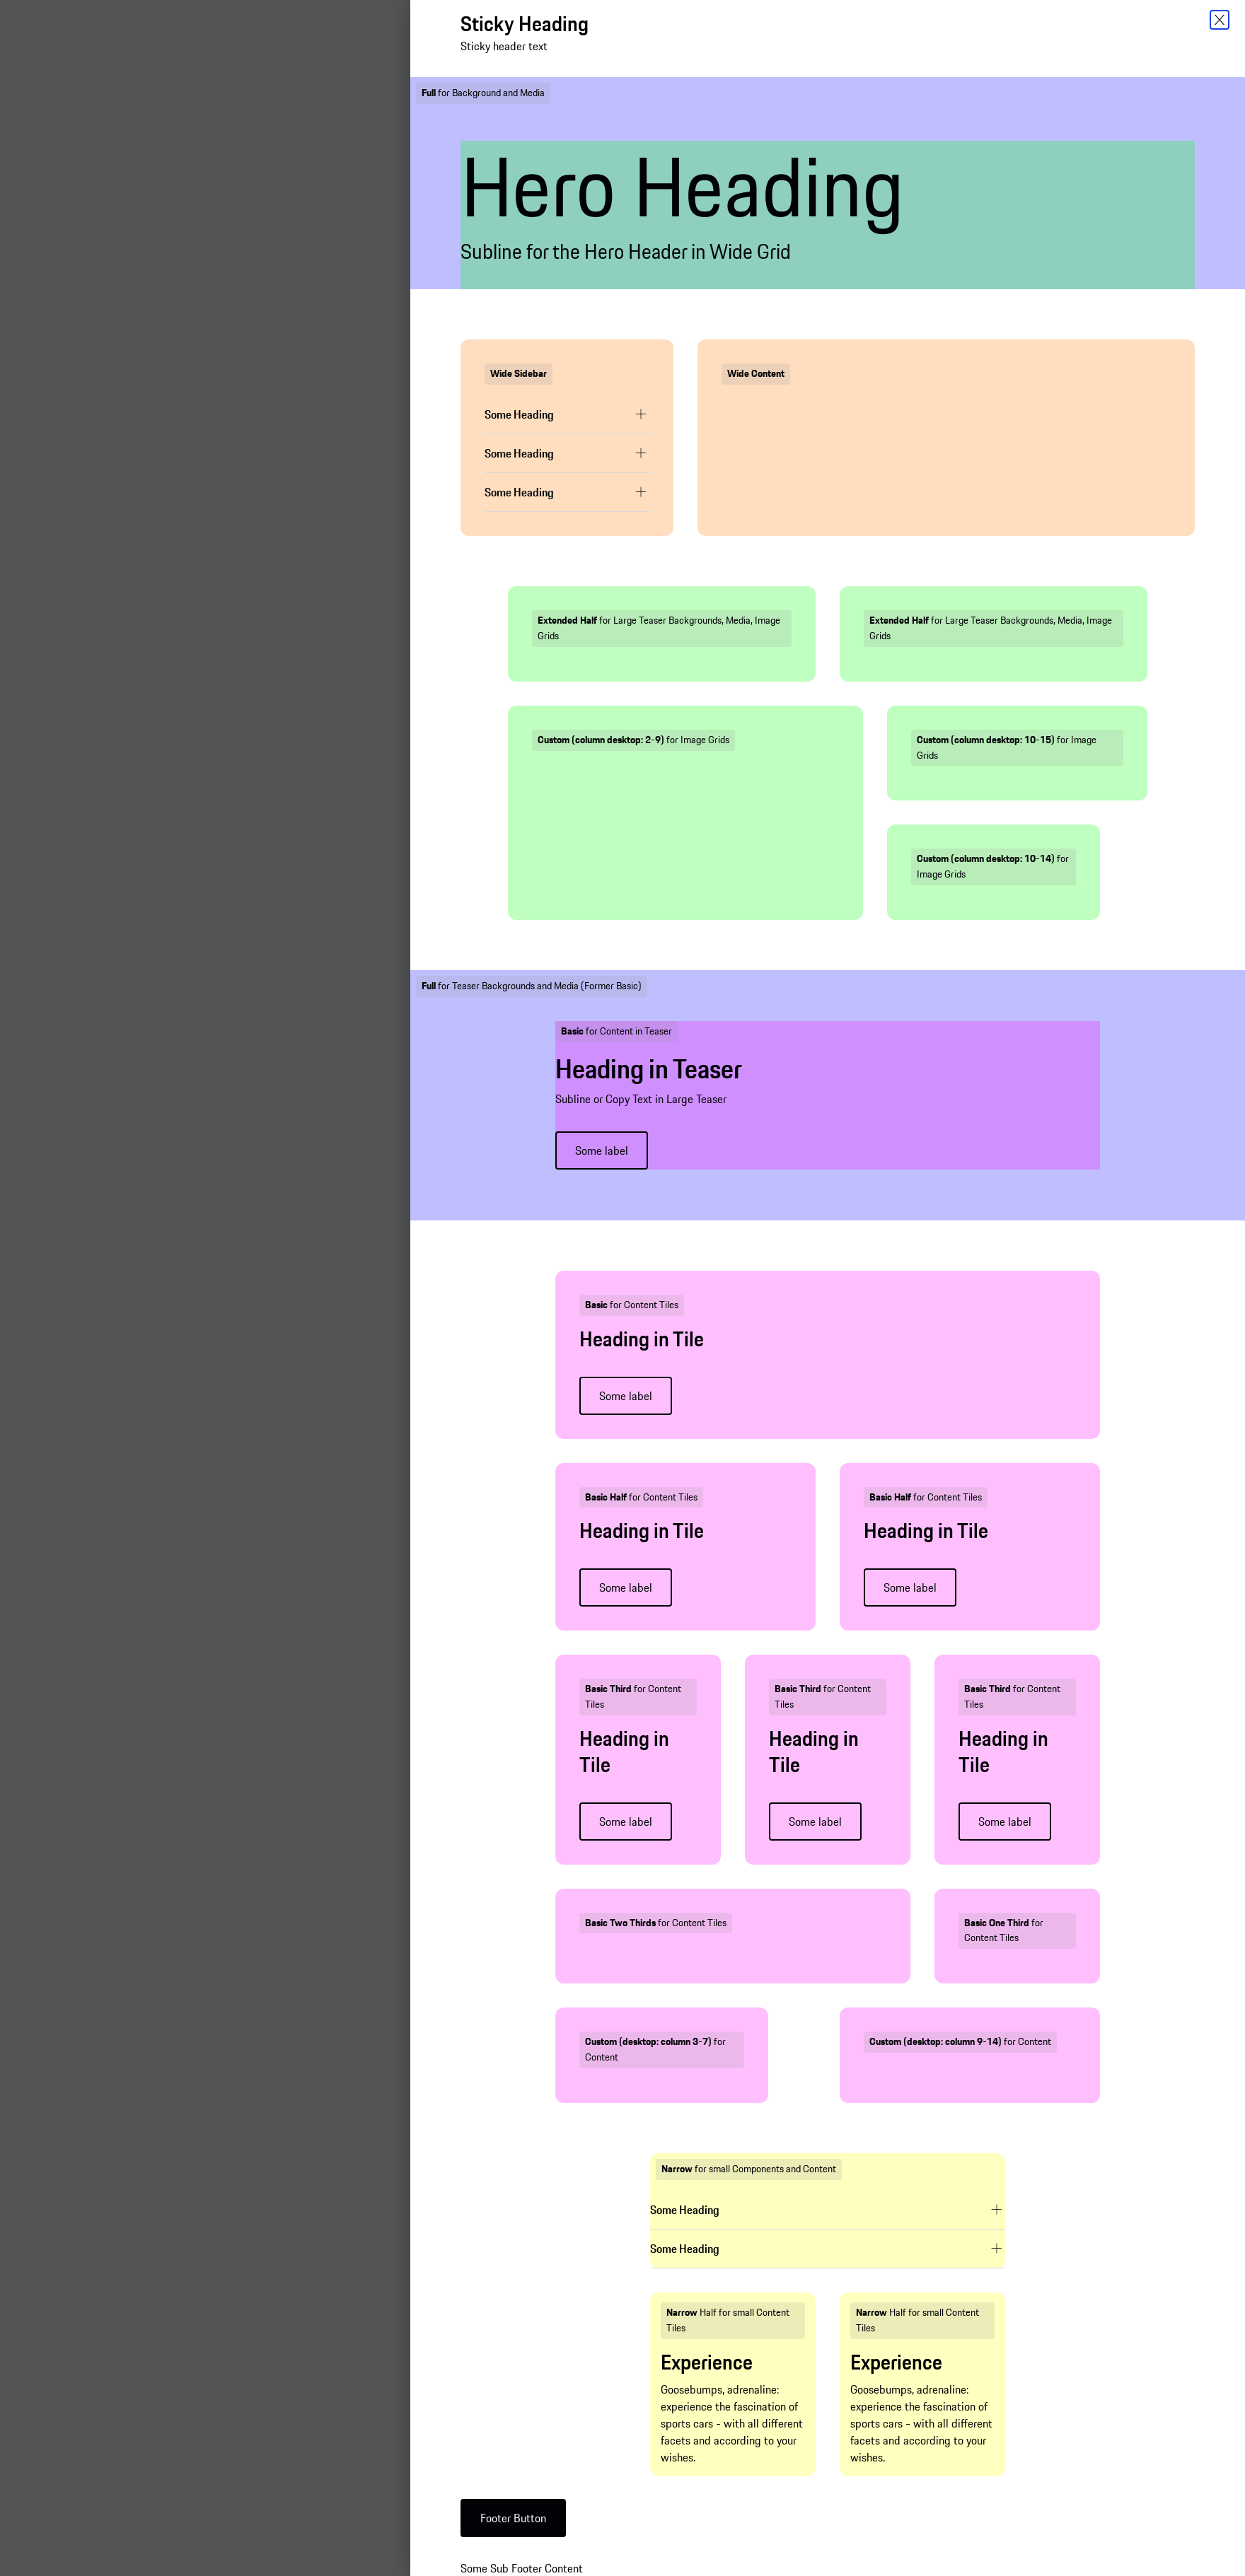 Sticky Heading
Sticky header text
Full for Background and Media
Hero Heading
Subline for the Hero Header in Wide Grid
Wide Sidebar
Some Heading
Some Heading
Some Heading
Wide Content
Extended Half for Large Teaser Backgrounds, Media, Image
Grids
Extended Half for Large Teaser Backgrounds, Media, Image
Grids
Custom (column desktop: 2-9) for Image Grids
Custom (column desktop: 10-15) for Image
Grids
Custom (column desktop: 10-14) for
Image Grids
Full for Teaser Backgrounds and Media (Former Basic)
Basic for Content in Teaser
Heading in Teaser
Subline or Copy Text in Large Teaser
Some label
Basic for Content Tiles
Heading in Tile
Some label
Basic Half for Content Tiles
Heading in Tile
Some label
Basic Half for Content Tiles
Heading in Tile
Some label
Basic Third for Content
Tiles
Heading in
Tile
Some label
Basic Third for Content
Tiles
Heading in
Tile
Some label
Basic Third for Content
Tiles
Heading in
Tile
Some label
Basic Two Thirds for Content Tiles
Basic One Third for
Content Tiles
Custom (desktop: column 3-7) for
Content
Custom (desktop: column 9-14) for Content
Narrow for small Components and Content
Some Heading
Some Heading
Narrow Half for small Content
Tiles
Experience
Goosebumps, adrenaline:
experience the fascination of
sports cars - with all different
facets and according to your
wishes.
Narrow Half for small Content
Tiles
Experience
Goosebumps, adrenaline:
experience the fascination of
sports cars - with all different
facets and according to your
wishes.
Footer Button
Some Sub Footer Content